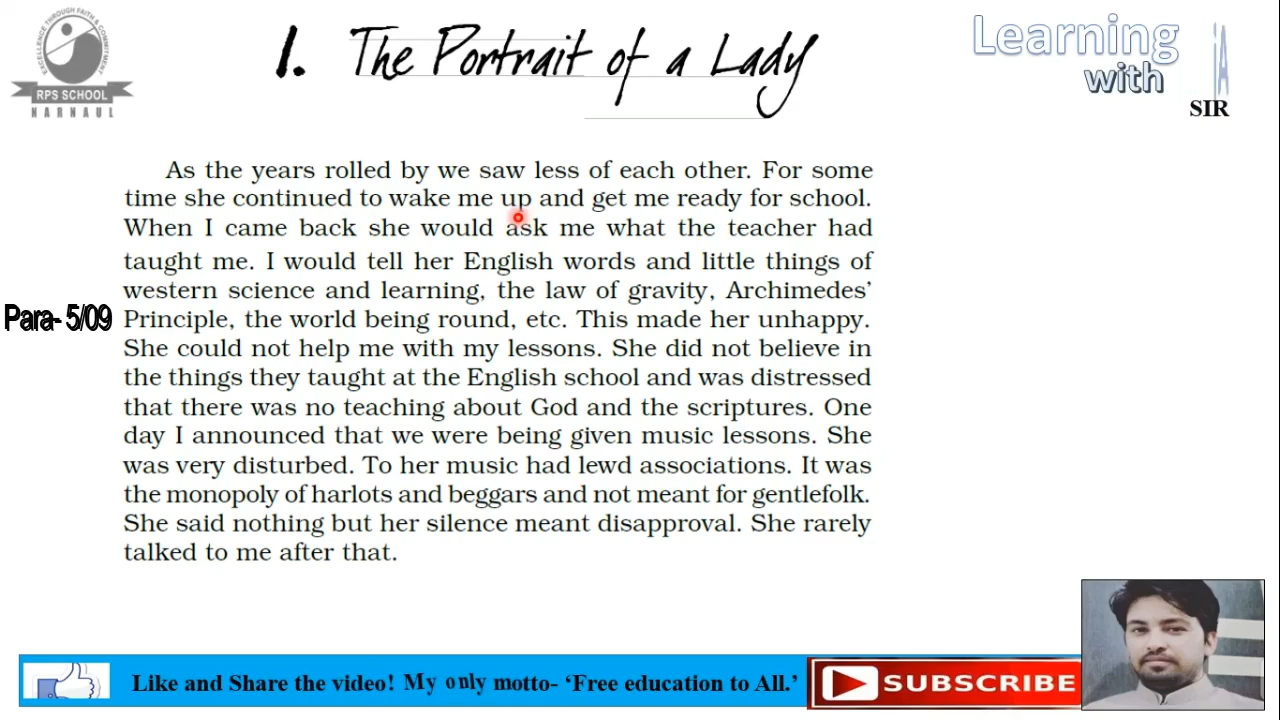 EXCELLENCE THROUGH FAITH & COMMITMENT
RPS SCHOOL
NARNAUL
1. The Portrait of a Lady
Learning
with
iA
SIR
As the years rolled by we saw less of each other. For some
time she continued to wake me up and get me ready for school.
When I came back she would ask me what the teacher had
taught me. I would tell her English words and little things of
western science and learning, the law of gravity, Archimedes’
Principle, the world being round, etc. This made her unhappy.
She could not help me with my lessons. She did not believe in
the things they taught at the English school and was distressed
that there was no teaching about God and the scriptures. One
day I announced that we were being given music lessons. She
was very disturbed. To her music had lewd associations. It was
the monopoly of harlots and beggars and not meant for gentlefolk.
She said nothing but her silence meant disapproval. She rarely
talked to me after that.
Para- 5/09
Like and Share the video! My only motto- ‘Free education to All.’
SUBSCRIBE